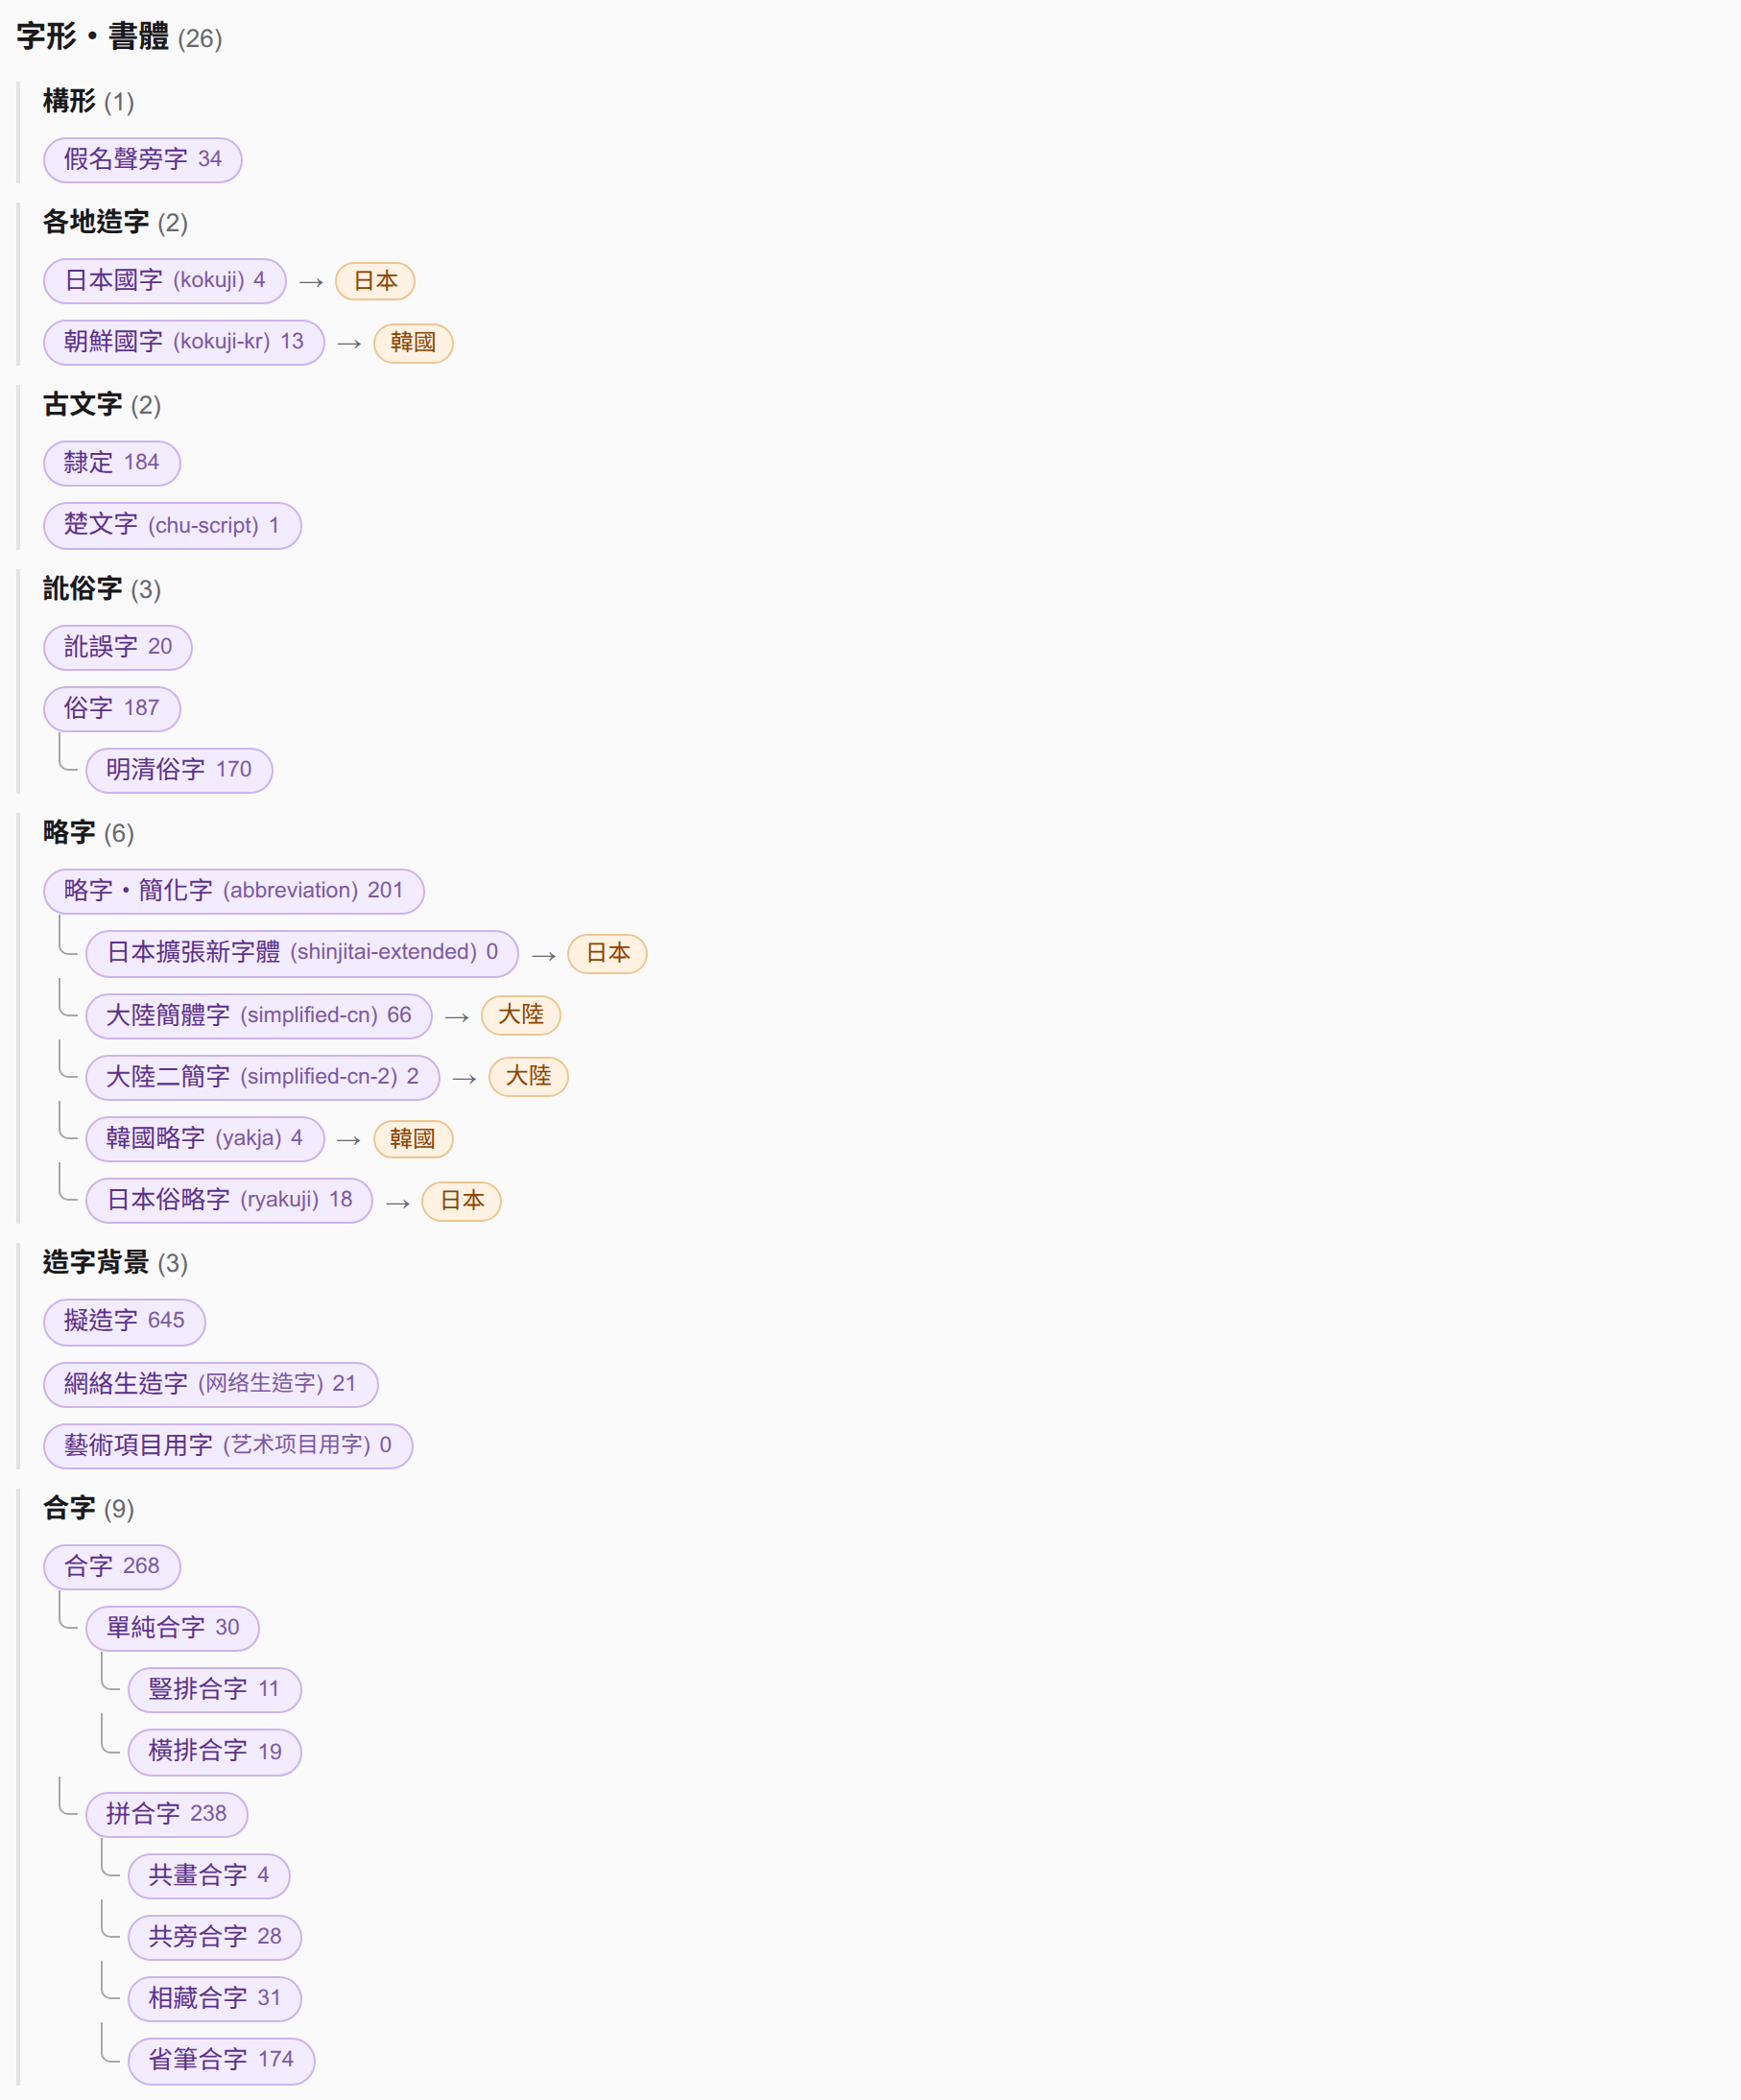 字形・書體 (26)
構形 (1)
假名聲旁字 34
各地造字 (2)
日本國字 (kokuji) 4 → 日本
朝鮮國字 (kokuji-kr) 13 → 韓國
古文字 (2)
隸定 184
楚文字 (chu-script) 1
訛俗字 (3)
訛誤字 20
俗字 187
明清俗字 170
略字 (6)
略字・簡化字 (abbreviation) 201
日本擴張新字體 (shinjitai-extended) 0 → 日本
大陸簡體字 (simplified-cn) 66 → 大陸
大陸二簡字 (simplified-cn-2) 2 → 大陸
韓國略字 (yakja) 4 → 韓國
日本俗略字 (ryakuji) 18 → 日本
造字背景 (3)
擬造字 645
網絡生造字 (网络生造字) 21
藝術項目用字 (艺术项目用字) 0
合字 (9)
合字 268
單純合字 30
豎排合字 11
橫排合字 19
拼合字 238
共畫合字 4
共旁合字 28
相藏合字 31
省筆合字 174